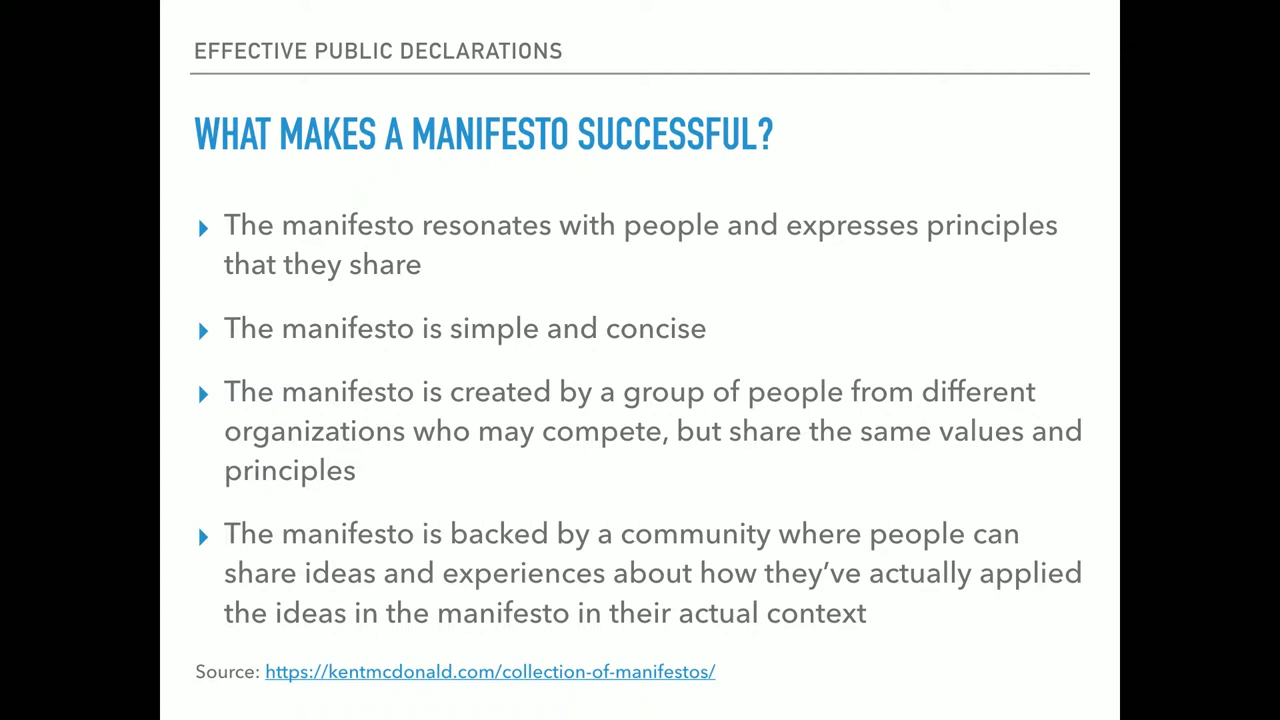 EFFECTIVE PUBLIC DECLARATIONS
WHAT MAKES A MANIFESTO SUCCESSFUL?
The manifesto resonates with people and expresses principles
that they share
The manifesto is simple and concise
The manifesto is created by a group of people from different
organizations who may compete, but share the same values and
principles
The manifesto is backed by a community where people can
share ideas and experiences about how they’ve actually applied
the ideas in the manifesto in their actual context
Source: https://kentmcdonald.com/collection-of-manifestos/